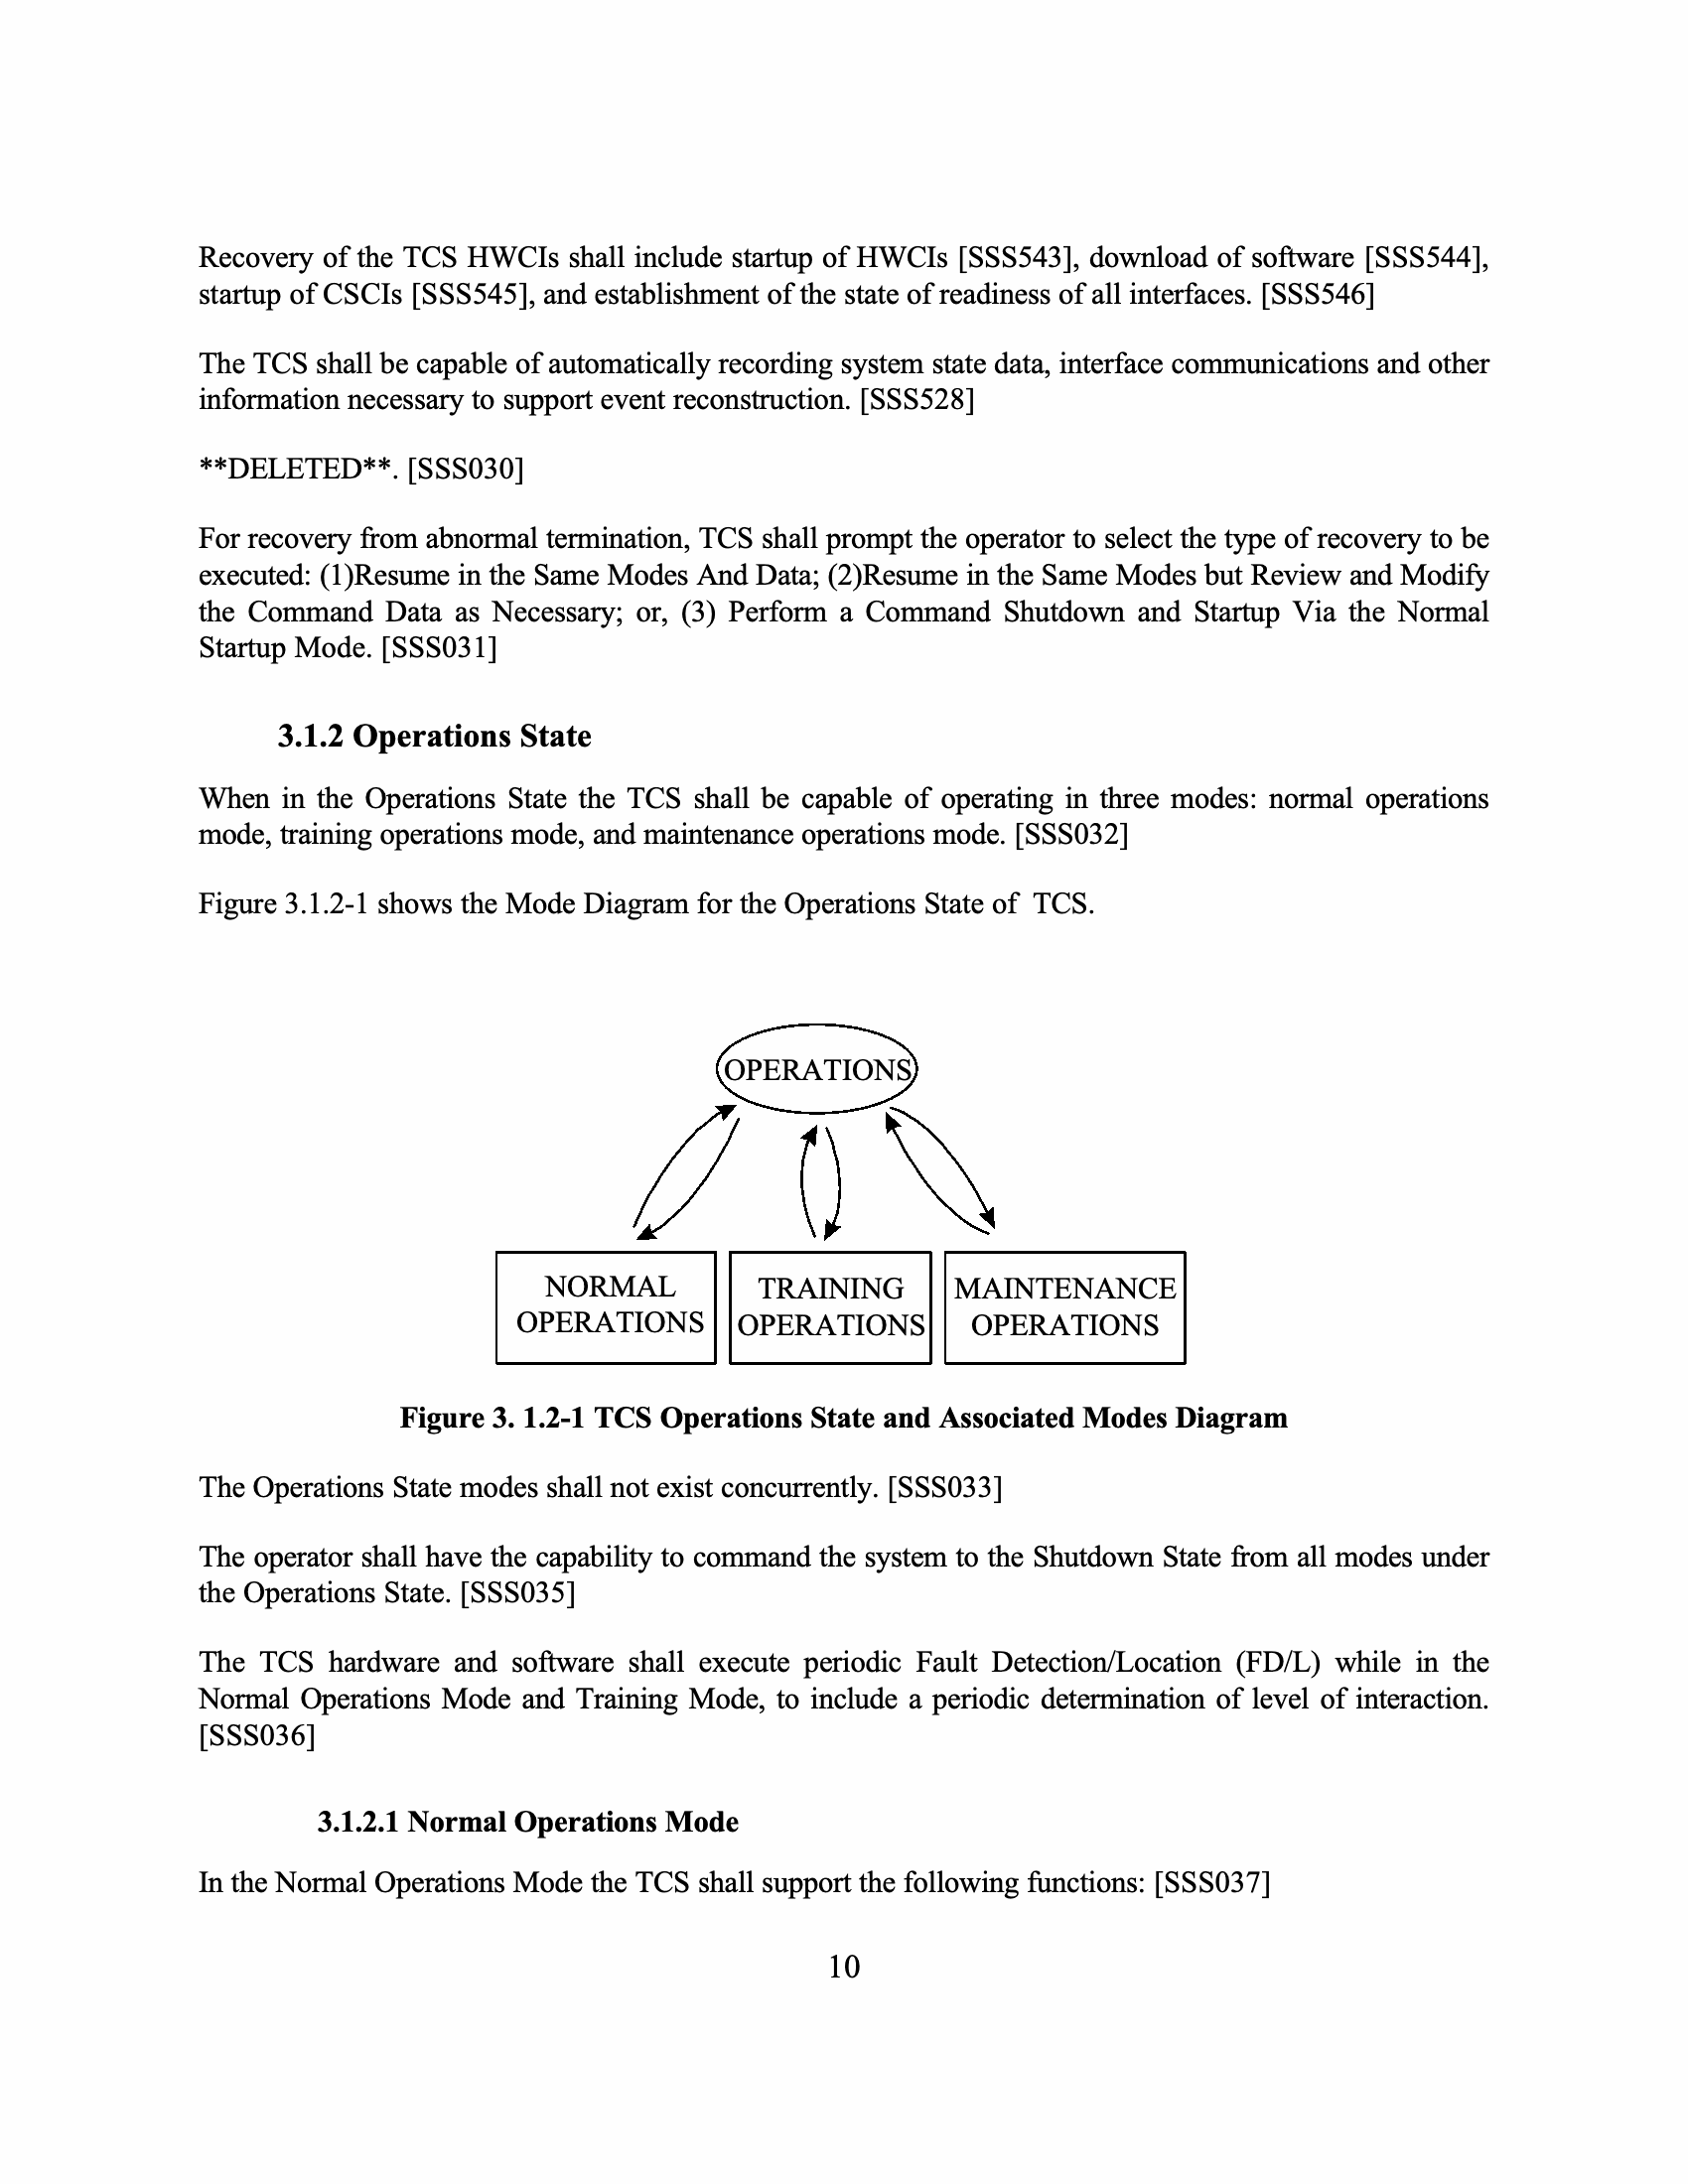 Recovery of the TCS HWCIs shall include startup of HWCIs [SSS543], download of software [SSS544],
startup of CSCIs [SSS545], and establishment of the state of readiness of all interfaces. [SSS546]
The TCS shall be capable of automatically recording system state data, interface communications and other
information necessary to support event reconstruction. [SSS528]
**DELETED**. [SSS030]
For recovery from abnormal termination, TCS shall prompt the operator to select the type of recovery to be
executed: (1)Resume in the Same Modes And Data; (2)Resume in the Same Modes but Review and Modify
the Command Data as Necessary; or, (3) Perform a Command Shutdown and Startup Via the Normal
Startup Mode. [SSS031]
3.1.2 Operations State
When in the Operations State the TCS shall be capable of operating in three modes: normal operations
mode, training operations mode, and maintenance operations mode. [SSS032]
Figure 3.1.2-1 shows the Mode Diagram for the Operations State of  TCS.
OPERATIONS
NORMAL
OPERATIONS
TRAINING
OPERATIONS
MAINTENANCE
OPERATIONS
Figure 3. 1.2-1 TCS Operations State and Associated Modes Diagram
The Operations State modes shall not exist concurrently. [SSS033]
The operator shall have the capability to command the system to the Shutdown State from all modes under
the Operations State. [SSS035]
The TCS hardware and software shall execute periodic Fault Detection/Location (FD/L) while in the
Normal Operations Mode and Training Mode, to include a periodic determination of level of interaction.
[SSS036]
3.1.2.1 Normal Operations Mode
In the Normal Operations Mode the TCS shall support the following functions: [SSS037]
10